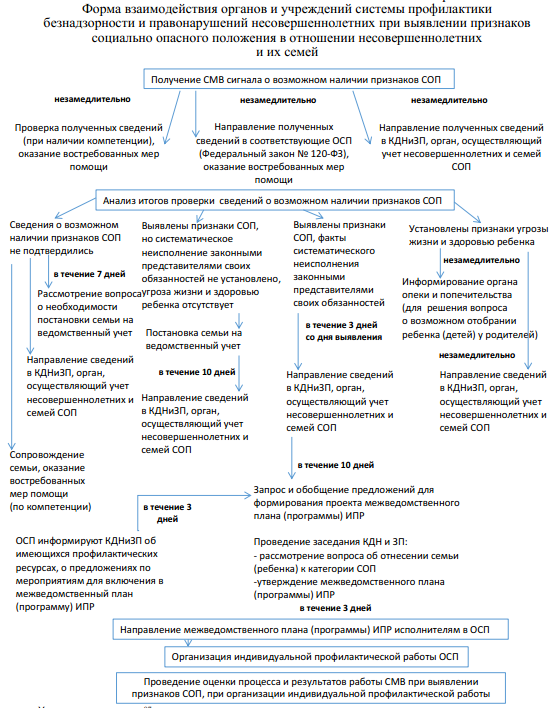 Форма взаимодействия органов и учреждений системы профилактики
безнадзорности и правонарушений несовершеннолетних при выявлении признаков
социально опасного положения в отношении несовершеннолетних
и их семей
Получение СМВ сигнала о возможном наличии признаков СОП
незамедлительно
незамедлительно
незамедлительно
Проверка полученных сведений
(при наличии компетенции),
оказание востребованных мер
помощи
Направление полученных
сведений в соответствующие ОСП
(Федеральный закон № 120-ФЗ),
оказание востребованных мер
помощи
Направление полученных сведений
в КДНиЗП, орган, осуществляющий
учет несовершеннолетних и семей
СОП
Анализ итогов проверки сведений о возможном наличии признаков СОП
Сведения о возможном
наличии признаков СОП
не подтвердились
в течение 7 дней
Рассмотрение вопроса
о необходимости
постановки семьи на
ведомственный учет
Направление сведений
в КДНиЗП, орган,
осуществляющий учет
несовершеннолетних и
семей СОП
Сопровождение
семьи, оказание
востребованных
мер помощи
(по компетенции)
Выявлены признаки СОП,
но систематическое
неисполнение законными
представителями своих
обязанностей не установлено,
угроза жизни и здоровью
ребенка отсутствует
Постановка семьи на
ведомственный учет
в течение 10 дней
Направление сведений
в КДНиЗП, орган,
осуществляющий учет
несовершеннолетних и
семей СОП
Выявлены признаки
СОП, факты
систематического
неисполнения
законными
представителями
своих обязанностей
в течение 3 дней
со дня выявления
Направление сведений
в КДНиЗП, орган,
осуществляющий учет
несовершеннолетних и
семей СОП
в течение 10 дней
Установлены признаки угрозы
жизни и здоровью ребенка
незамедлительно
Информирование органа
опеки и попечительства
(для решения вопроса
о возможном отобрании
ребенка (детей) у родителей)
незамедлительно
Направление сведений
в КДНиЗП, орган,
осуществляющий учет
несовершеннолетних и
семей СОП
Запрос и обобщение предложений для
формирования проекта межведомственного
плана (программы) ИПР
в течение 3
дней
ОСП информируют КДНиЗП об
имеющихся профилактических
ресурсах, о предложениях по
мероприятиям для включения в
межведомственный план
(программу) ИПР
Проведение заседания КДН и ЗП:
- рассмотрение вопроса об отнесении семьи
(ребенка) к категории СОП
-утверждение межведомственного плана
(программы) ИПР
в течение 3 дней
Направление межведомственного плана (программы) ИПР исполнителям в ОСП
Организация индивидуальной профилактической работы ОСП
Проведение оценки процесса и результатов работы СМВ при выявлении
признаков СОП, при организации индивидуальной профилактической работы